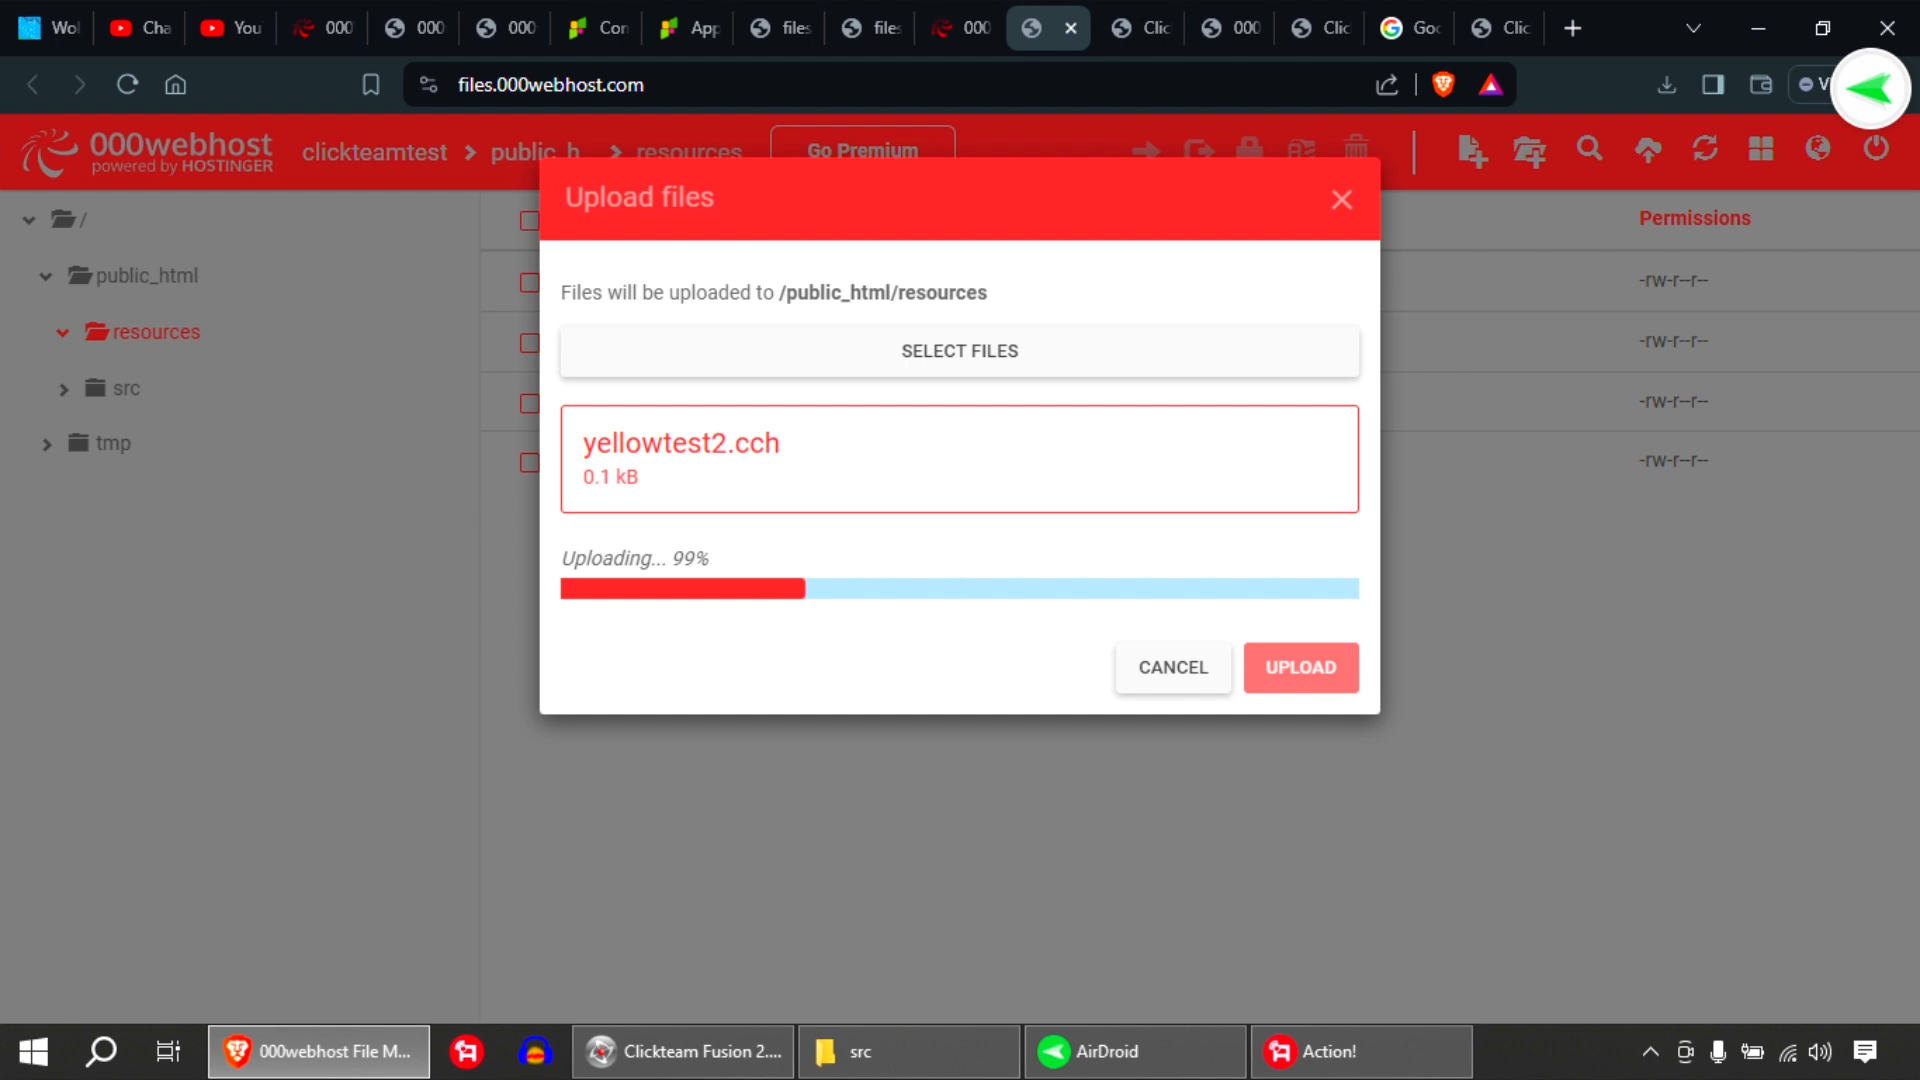 Wol
Cha
You
000
000
000
Con
App
files
files
000
Clic
000
Clic
Goo
Clic
files.000webhost.com
V
000webhost
powered by HOSTINGER
clickteamtest > public_h > resources
Go Premium
Upload files
/
public_html
resources
src
tmp
Permissions
-rw-r--r--
-rw-r--r--
-rw-r--r--
-rw-r--r--
Files will be uploaded to /public_html/resources
SELECT FILES
yellowtest2.cch
0.1 kB
Uploading... 99%
CANCEL
UPLOAD
000webhost File M...
Clickteam Fusion 2....
src
AirDroid
Action!